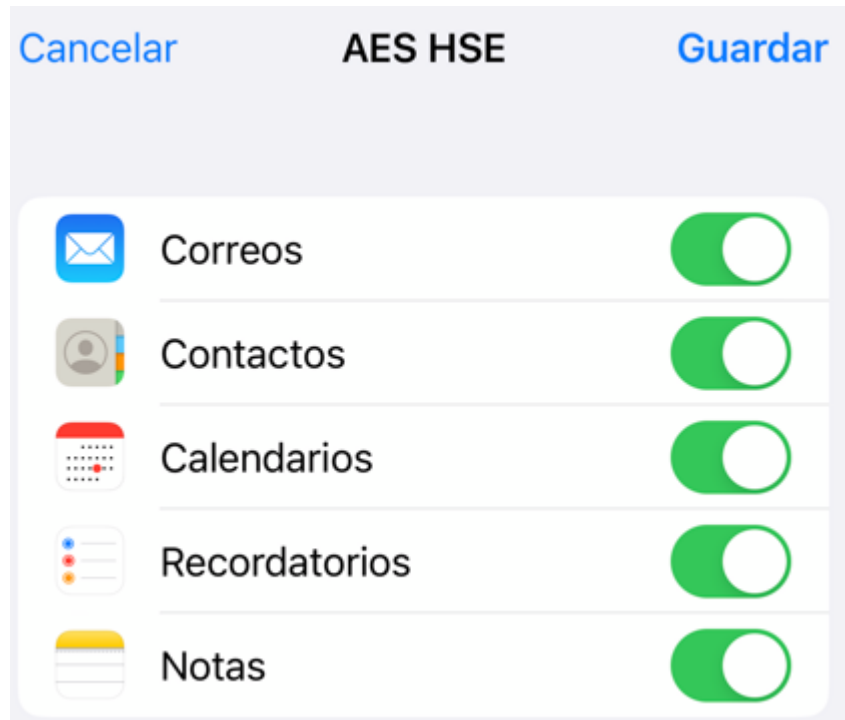 Cancelar AES HSE Guardar
Correos
Contactos
Calendarios
Recordatorios
Notas